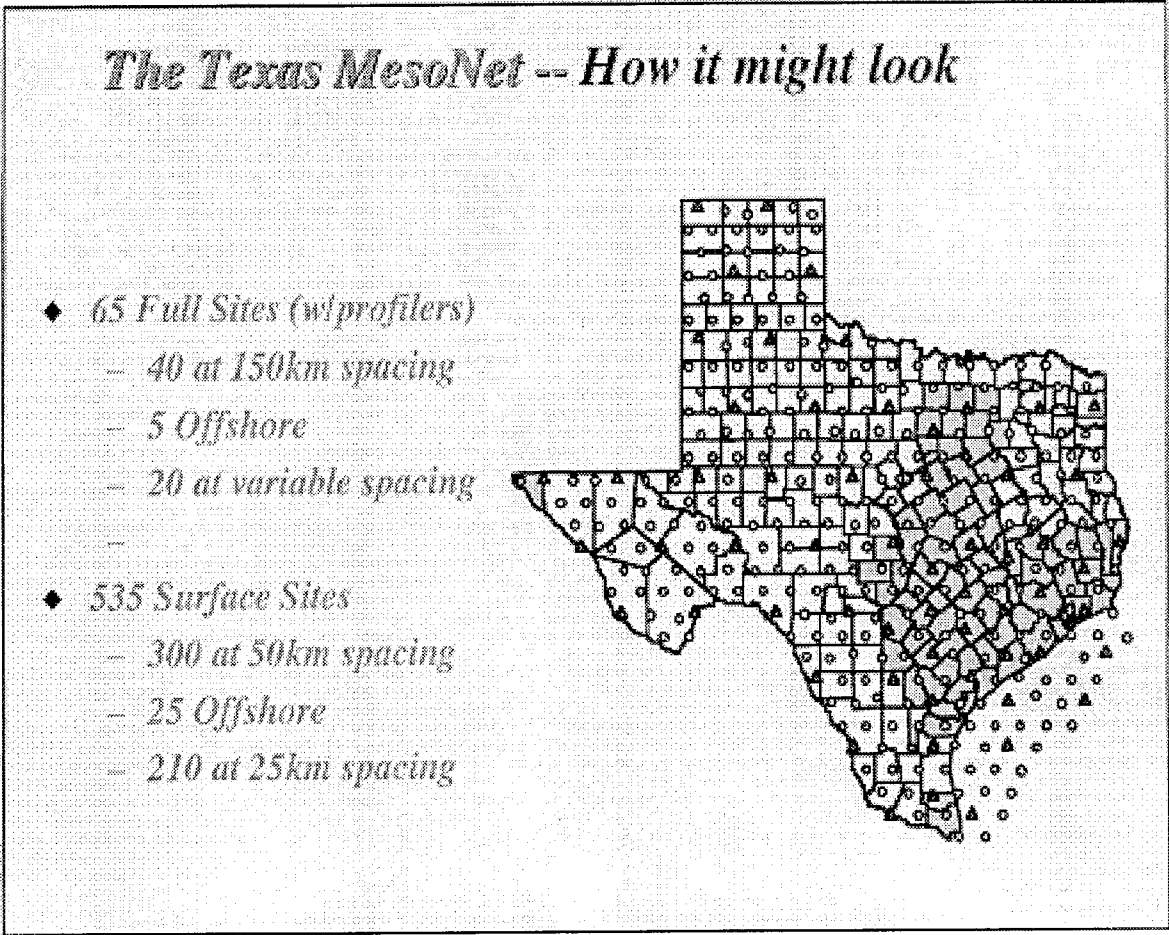 The Texas MesoNet -- How it might look
◆ 65 Full Sites (w/profilers)
– 40 at 150km spacing
– 5 Offshore
– 20 at variable spacing
–
◆ 535 Surface Sites
– 300 at 50km spacing
– 25 Offshore
– 210 at 25km spacing